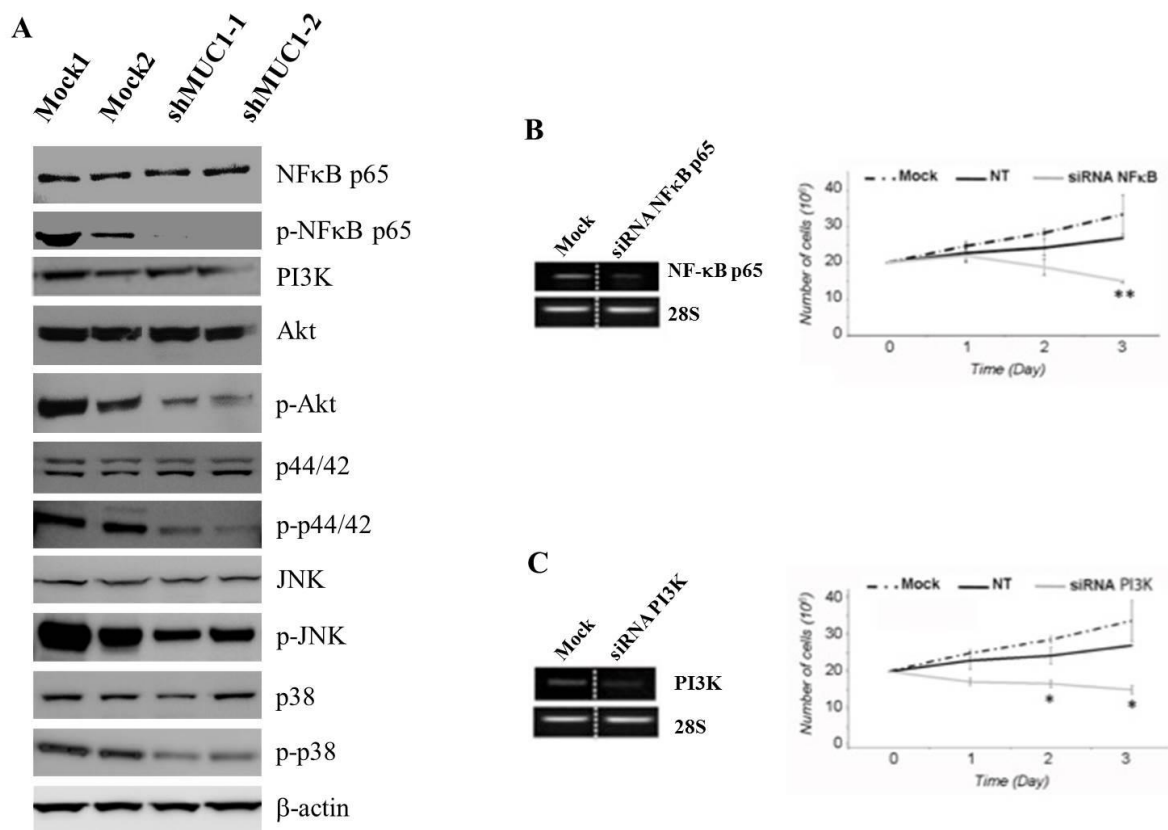 A
Mock1
Mock2
shMUC1-1
shMUC1-2
NFκB p65
p-NFκB p65
PI3K
Akt
p-Akt
p44/42
p-p44/42
JNK
p-JNK
p38
p-p38
β-actin
B
Mock
siRNA NFκB p65
NF-κB p65
28S
Mock NT siRNA NFκB
Number of cells (10⁵)
40
30
20
10
0
**
0 1 2 3
Time (Day)
C
Mock
siRNA PI3K
PI3K
28S
Mock NT siRNA PI3K
Number of cells (10⁵)
40
30
20
10
0
* *
0 1 2 3
Time (Day)